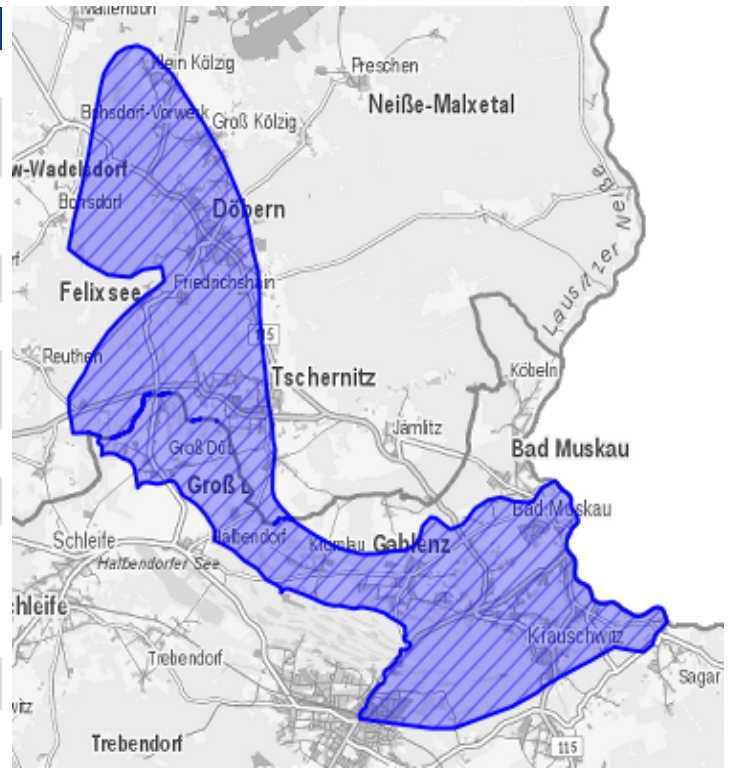 Mattendorf
Klein Kölzig
Preschen
Neiße-Malxetal
Bohsdorf-Vorwerk
Groß Kölzig
w-Wadelsdorf
Bohsdorf
Döbern
Lausitzer Neiße
Felixsee
Friedrichshain
115
Reuthen
Tschernitz
Köbeln
Jämlitz
Groß Dü
Bad Muskau
Groß D
Bad Muskau
Schleife
Halbendorf
Kromlau
Gablenz
Halbendorfer See
chleife
Krauschwitz
Trebendorf
Sagar
witz
Trebendorf
115